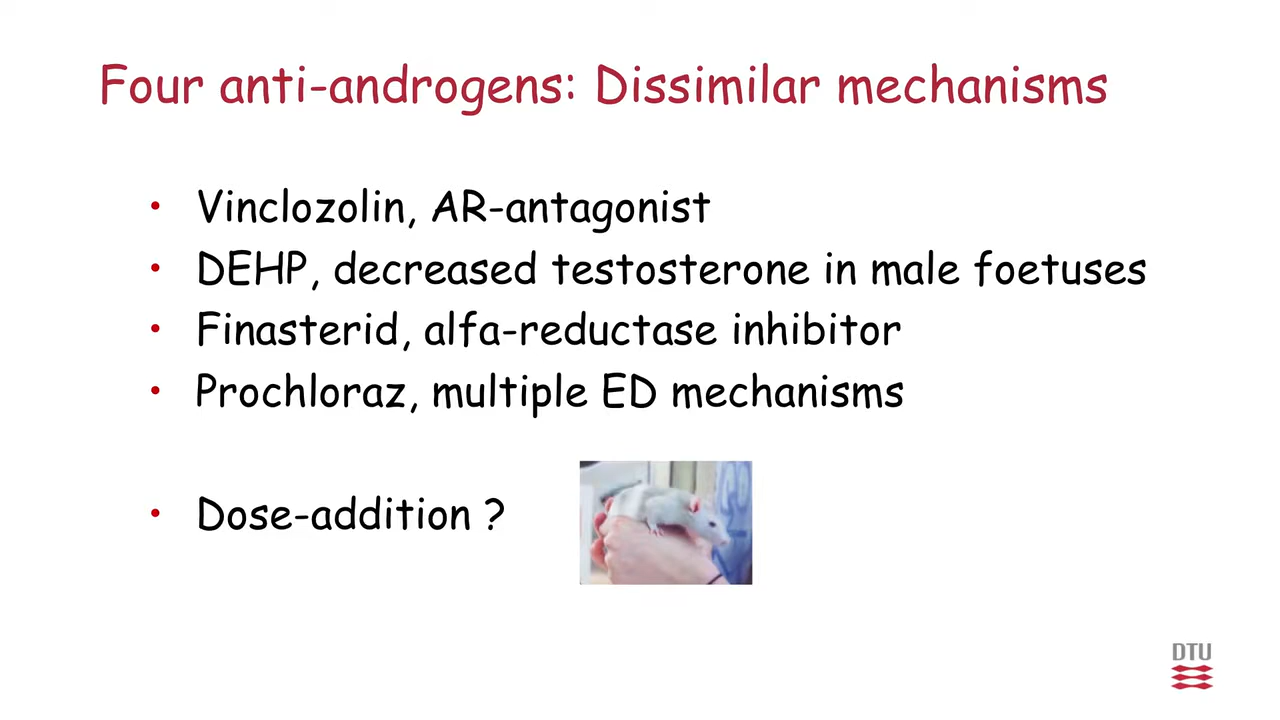 Four anti-androgens: Dissimilar mechanisms
• Vinclozolin, AR-antagonist
• DEHP, decreased testosterone in male foetuses
• Finasterid, alfa-reductase inhibitor
• Prochloraz, multiple ED mechanisms
• Dose-addition ?
DTU